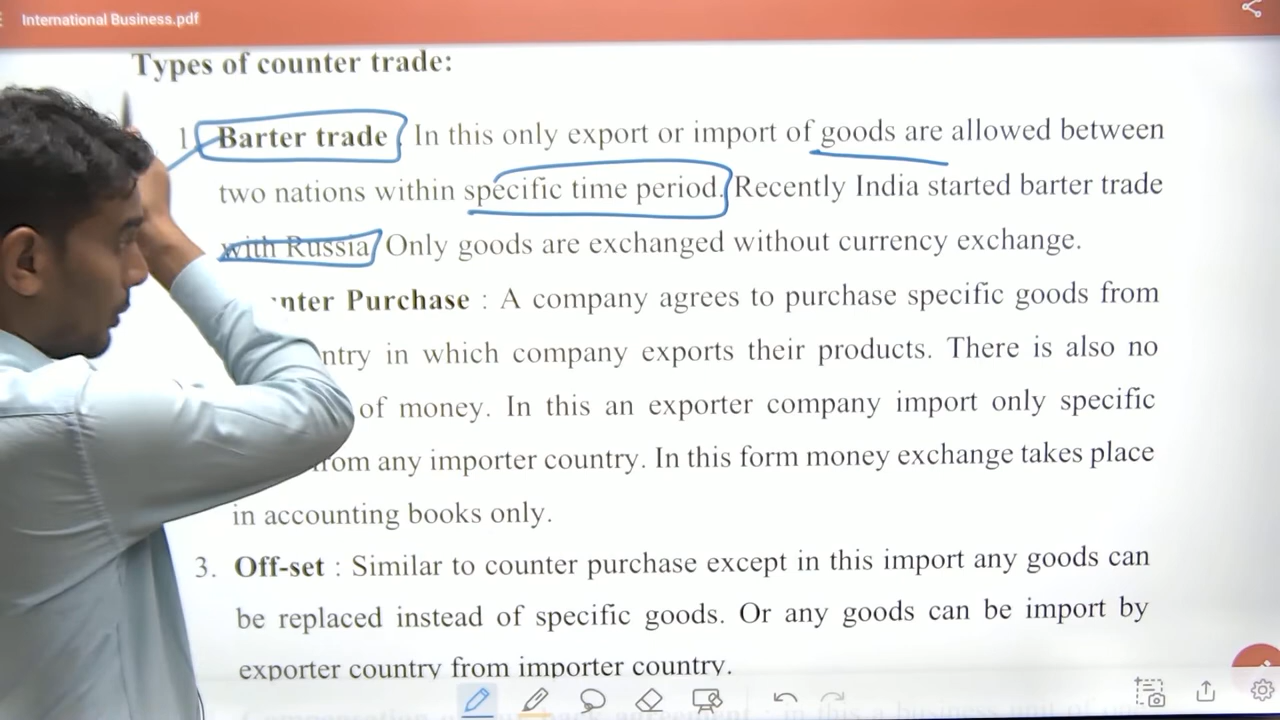 International Business.pdf
Types of counter trade:
1 Barter trade In this only export or import of goods are allowed between
two nations within specific time period. Recently India started barter trade
with Russia Only goods are exchanged without currency exchange.
nter Purchase : A company agrees to purchase specific goods from
ntry in which company exports their products. There is also no
of money. In this an exporter company import only specific
from any importer country. In this form money exchange takes place
in accounting books only.
3. Off-set : Similar to counter purchase except in this import any goods can
be replaced instead of specific goods. Or any goods can be import by
exporter country from importer country.